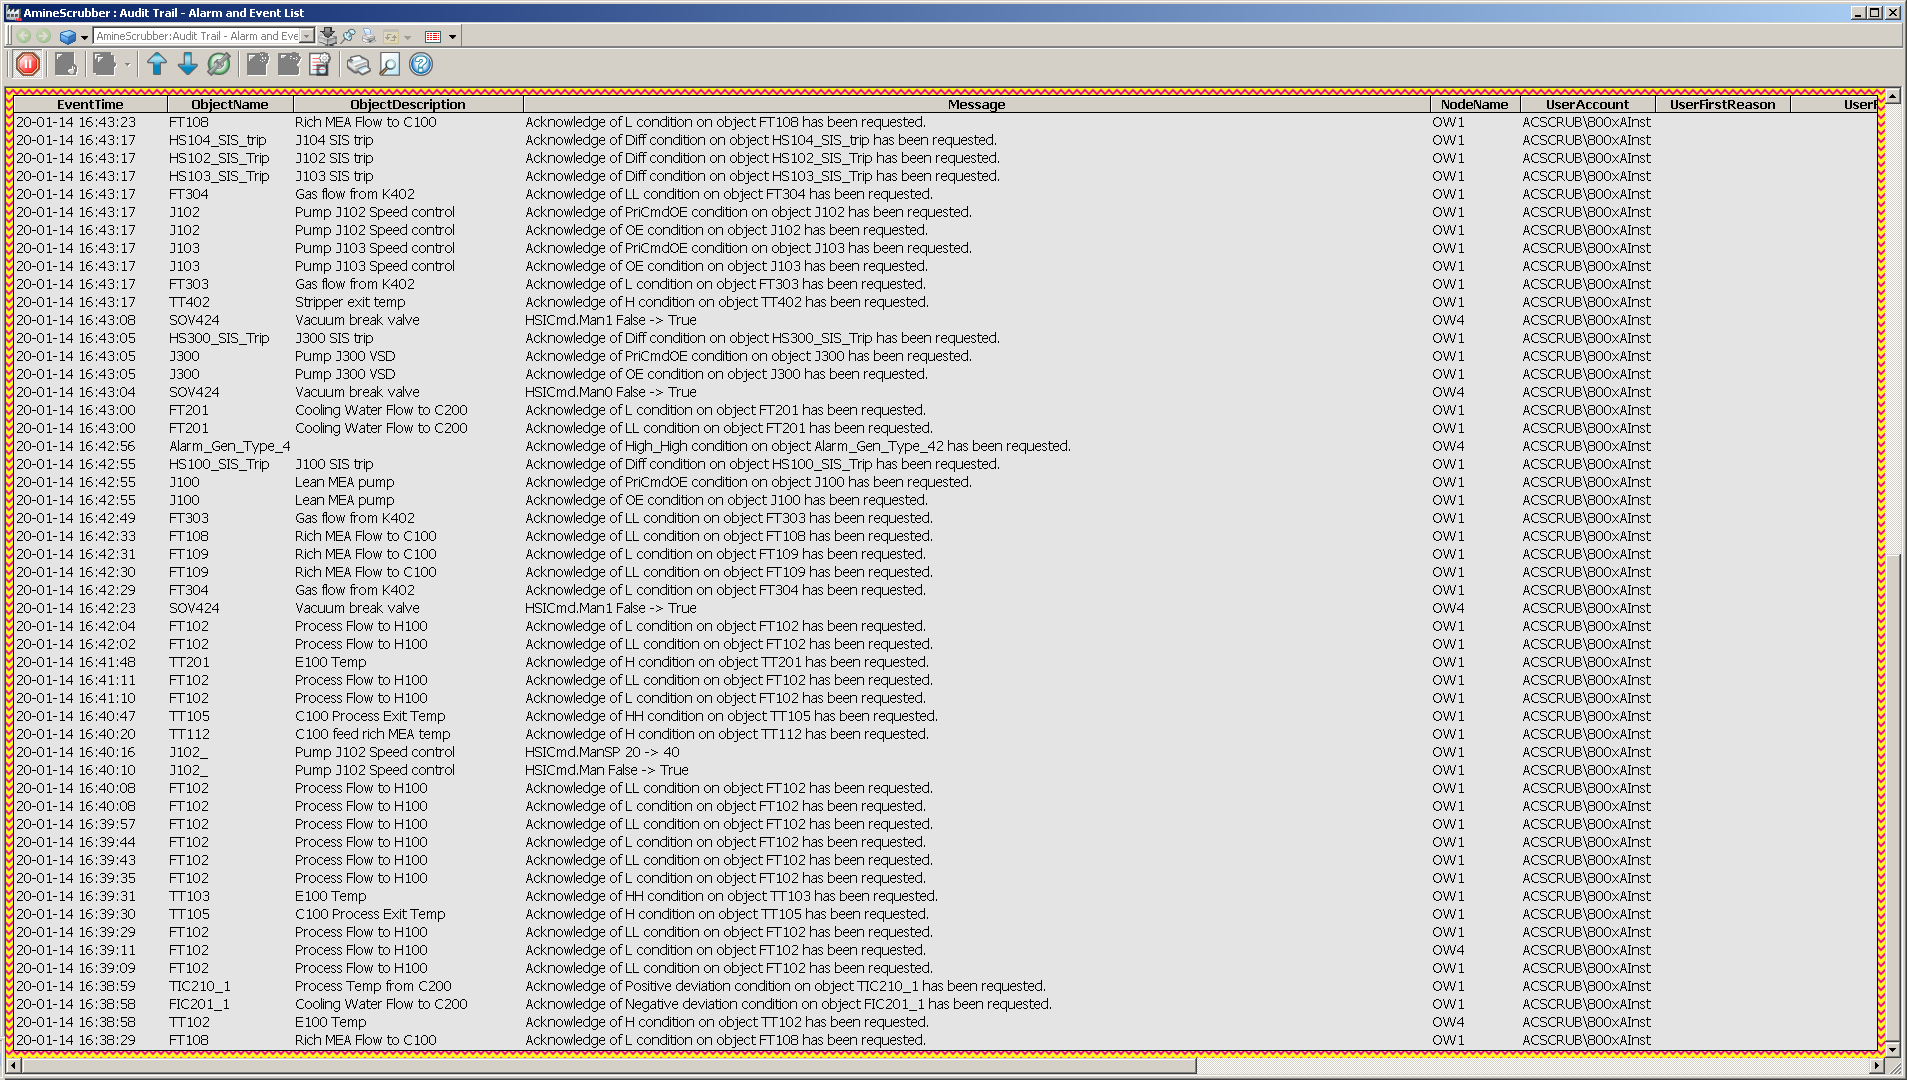 AmineScrubber : Audit Trail - Alarm and Event List
AmineScrubber:Audit Trail - Alarm and Eve
EventTime ObjectName ObjectDescription Message NodeName UserAccount UserFirstReason UserF
20-01-14 16:43:23 FT108 Rich MEA Flow to C100 Acknowledge of L condition on object FT108 has been requested. OW1 ACSCRUB\800xAInst
20-01-14 16:43:17 HS104_SIS_trip J104 SIS trip Acknowledge of Diff condition on object HS104_SIS_trip has been requested. OW1 ACSCRUB\800xAInst
20-01-14 16:43:17 HS102_SIS_Trip J102 SIS trip Acknowledge of Diff condition on object HS102_SIS_Trip has been requested. OW1 ACSCRUB\800xAInst
20-01-14 16:43:17 HS103_SIS_Trip J103 SIS trip Acknowledge of Diff condition on object HS103_SIS_Trip has been requested. OW1 ACSCRUB\800xAInst
20-01-14 16:43:17 FT304 Gas flow from K402 Acknowledge of LL condition on object FT304 has been requested. OW1 ACSCRUB\800xAInst
20-01-14 16:43:17 J102 Pump J102 Speed control Acknowledge of PriCmdOE condition on object J102 has been requested. OW1 ACSCRUB\800xAInst
20-01-14 16:43:17 J102 Pump J102 Speed control Acknowledge of OE condition on object J102 has been requested. OW1 ACSCRUB\800xAInst
20-01-14 16:43:17 J103 Pump J103 Speed control Acknowledge of PriCmdOE condition on object J103 has been requested. OW1 ACSCRUB\800xAInst
20-01-14 16:43:17 J103 Pump J103 Speed control Acknowledge of OE condition on object J103 has been requested. OW1 ACSCRUB\800xAInst
20-01-14 16:43:17 FT303 Gas flow from K402 Acknowledge of L condition on object FT303 has been requested. OW1 ACSCRUB\800xAInst
20-01-14 16:43:17 TT402 Stripper exit temp Acknowledge of H condition on object TT402 has been requested. OW1 ACSCRUB\800xAInst
20-01-14 16:43:08 SOV424 Vacuum break valve HSICmd.Man1 False -> True OW4 ACSCRUB\800xAInst
20-01-14 16:43:05 HS300_SIS_Trip J300 SIS trip Acknowledge of Diff condition on object HS300_SIS_Trip has been requested. OW1 ACSCRUB\800xAInst
20-01-14 16:43:05 J300 Pump J300 VSD Acknowledge of PriCmdOE condition on object J300 has been requested. OW1 ACSCRUB\800xAInst
20-01-14 16:43:05 J300 Pump J300 VSD Acknowledge of OE condition on object J300 has been requested. OW1 ACSCRUB\800xAInst
20-01-14 16:43:04 SOV424 Vacuum break valve HSICmd.Man0 False -> True OW4 ACSCRUB\800xAInst
20-01-14 16:43:00 FT201 Cooling Water Flow to C200 Acknowledge of L condition on object FT201 has been requested. OW1 ACSCRUB\800xAInst
20-01-14 16:43:00 FT201 Cooling Water Flow to C200 Acknowledge of LL condition on object FT201 has been requested. OW1 ACSCRUB\800xAInst
20-01-14 16:42:56 Alarm_Gen_Type_4 Acknowledge of High_High condition on object Alarm_Gen_Type_42 has been requested. OW4 ACSCRUB\800xAInst
20-01-14 16:42:55 HS100_SIS_Trip J100 SIS trip Acknowledge of Diff condition on object HS100_SIS_Trip has been requested. OW1 ACSCRUB\800xAInst
20-01-14 16:42:55 J100 Lean MEA pump Acknowledge of PriCmdOE condition on object J100 has been requested. OW1 ACSCRUB\800xAInst
20-01-14 16:42:55 J100 Lean MEA pump Acknowledge of OE condition on object J100 has been requested. OW1 ACSCRUB\800xAInst
20-01-14 16:42:49 FT303 Gas flow from K402 Acknowledge of LL condition on object FT303 has been requested. OW1 ACSCRUB\800xAInst
20-01-14 16:42:33 FT108 Rich MEA Flow to C100 Acknowledge of LL condition on object FT108 has been requested. OW1 ACSCRUB\800xAInst
20-01-14 16:42:31 FT109 Rich MEA Flow to C100 Acknowledge of L condition on object FT109 has been requested. OW1 ACSCRUB\800xAInst
20-01-14 16:42:30 FT109 Rich MEA Flow to C100 Acknowledge of LL condition on object FT109 has been requested. OW1 ACSCRUB\800xAInst
20-01-14 16:42:29 FT304 Gas flow from K402 Acknowledge of L condition on object FT304 has been requested. OW1 ACSCRUB\800xAInst
20-01-14 16:42:23 SOV424 Vacuum break valve HSICmd.Man1 False -> True OW4 ACSCRUB\800xAInst
20-01-14 16:42:04 FT102 Process Flow to H100 Acknowledge of L condition on object FT102 has been requested. OW1 ACSCRUB\800xAInst
20-01-14 16:42:02 FT102 Process Flow to H100 Acknowledge of LL condition on object FT102 has been requested. OW1 ACSCRUB\800xAInst
20-01-14 16:41:48 TT201 E100 Temp Acknowledge of H condition on object TT201 has been requested. OW1 ACSCRUB\800xAInst
20-01-14 16:41:11 FT102 Process Flow to H100 Acknowledge of LL condition on object FT102 has been requested. OW1 ACSCRUB\800xAInst
20-01-14 16:41:10 FT102 Process Flow to H100 Acknowledge of L condition on object FT102 has been requested. OW1 ACSCRUB\800xAInst
20-01-14 16:40:47 TT105 C100 Process Exit Temp Acknowledge of HH condition on object TT105 has been requested. OW1 ACSCRUB\800xAInst
20-01-14 16:40:20 TT112 C100 feed rich MEA temp Acknowledge of H condition on object TT112 has been requested. OW1 ACSCRUB\800xAInst
20-01-14 16:40:16 J102_ Pump J102 Speed control HSICmd.ManSP 20 -> 40 OW1 ACSCRUB\800xAInst
20-01-14 16:40:10 J102_ Pump J102 Speed control HSICmd.Man False -> True OW1 ACSCRUB\800xAInst
20-01-14 16:40:08 FT102 Process Flow to H100 Acknowledge of LL condition on object FT102 has been requested. OW1 ACSCRUB\800xAInst
20-01-14 16:40:08 FT102 Process Flow to H100 Acknowledge of L condition on object FT102 has been requested. OW1 ACSCRUB\800xAInst
20-01-14 16:39:57 FT102 Process Flow to H100 Acknowledge of LL condition on object FT102 has been requested. OW1 ACSCRUB\800xAInst
20-01-14 16:39:44 FT102 Process Flow to H100 Acknowledge of L condition on object FT102 has been requested. OW1 ACSCRUB\800xAInst
20-01-14 16:39:43 FT102 Process Flow to H100 Acknowledge of LL condition on object FT102 has been requested. OW1 ACSCRUB\800xAInst
20-01-14 16:39:35 FT102 Process Flow to H100 Acknowledge of L condition on object FT102 has been requested. OW1 ACSCRUB\800xAInst
20-01-14 16:39:31 TT103 E100 Temp Acknowledge of HH condition on object TT103 has been requested. OW1 ACSCRUB\800xAInst
20-01-14 16:39:30 TT105 C100 Process Exit Temp Acknowledge of H condition on object TT105 has been requested. OW1 ACSCRUB\800xAInst
20-01-14 16:39:29 FT102 Process Flow to H100 Acknowledge of LL condition on object FT102 has been requested. OW1 ACSCRUB\800xAInst
20-01-14 16:39:11 FT102 Process Flow to H100 Acknowledge of L condition on object FT102 has been requested. OW4 ACSCRUB\800xAInst
20-01-14 16:39:09 FT102 Process Flow to H100 Acknowledge of LL condition on object FT102 has been requested. OW1 ACSCRUB\800xAInst
20-01-14 16:38:59 TIC210_1 Process Temp from C200 Acknowledge of Positive deviation condition on object TIC210_1 has been requested. OW1 ACSCRUB\800xAInst
20-01-14 16:38:58 FIC201_1 Cooling Water Flow to C200 Acknowledge of Negative deviation condition on object FIC201_1 has been requested. OW1 ACSCRUB\800xAInst
20-01-14 16:38:58 TT102 E100 Temp Acknowledge of H condition on object TT102 has been requested. OW4 ACSCRUB\800xAInst
20-01-14 16:38:29 FT108 Rich MEA Flow to C100 Acknowledge of L condition on object FT108 has been requested. OW1 ACSCRUB\800xAInst